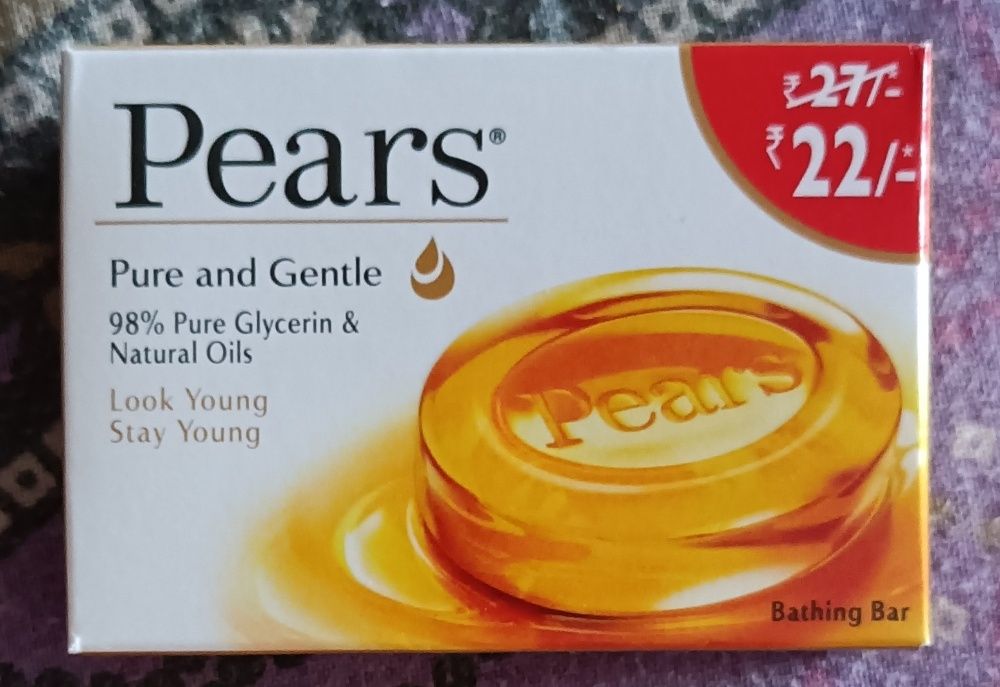 Pears®
₹ 27/-
₹ 22/-*
Pure and Gentle
98% Pure Glycerin &
Natural Oils
Look Young
Stay Young
Pears
Bathing Bar